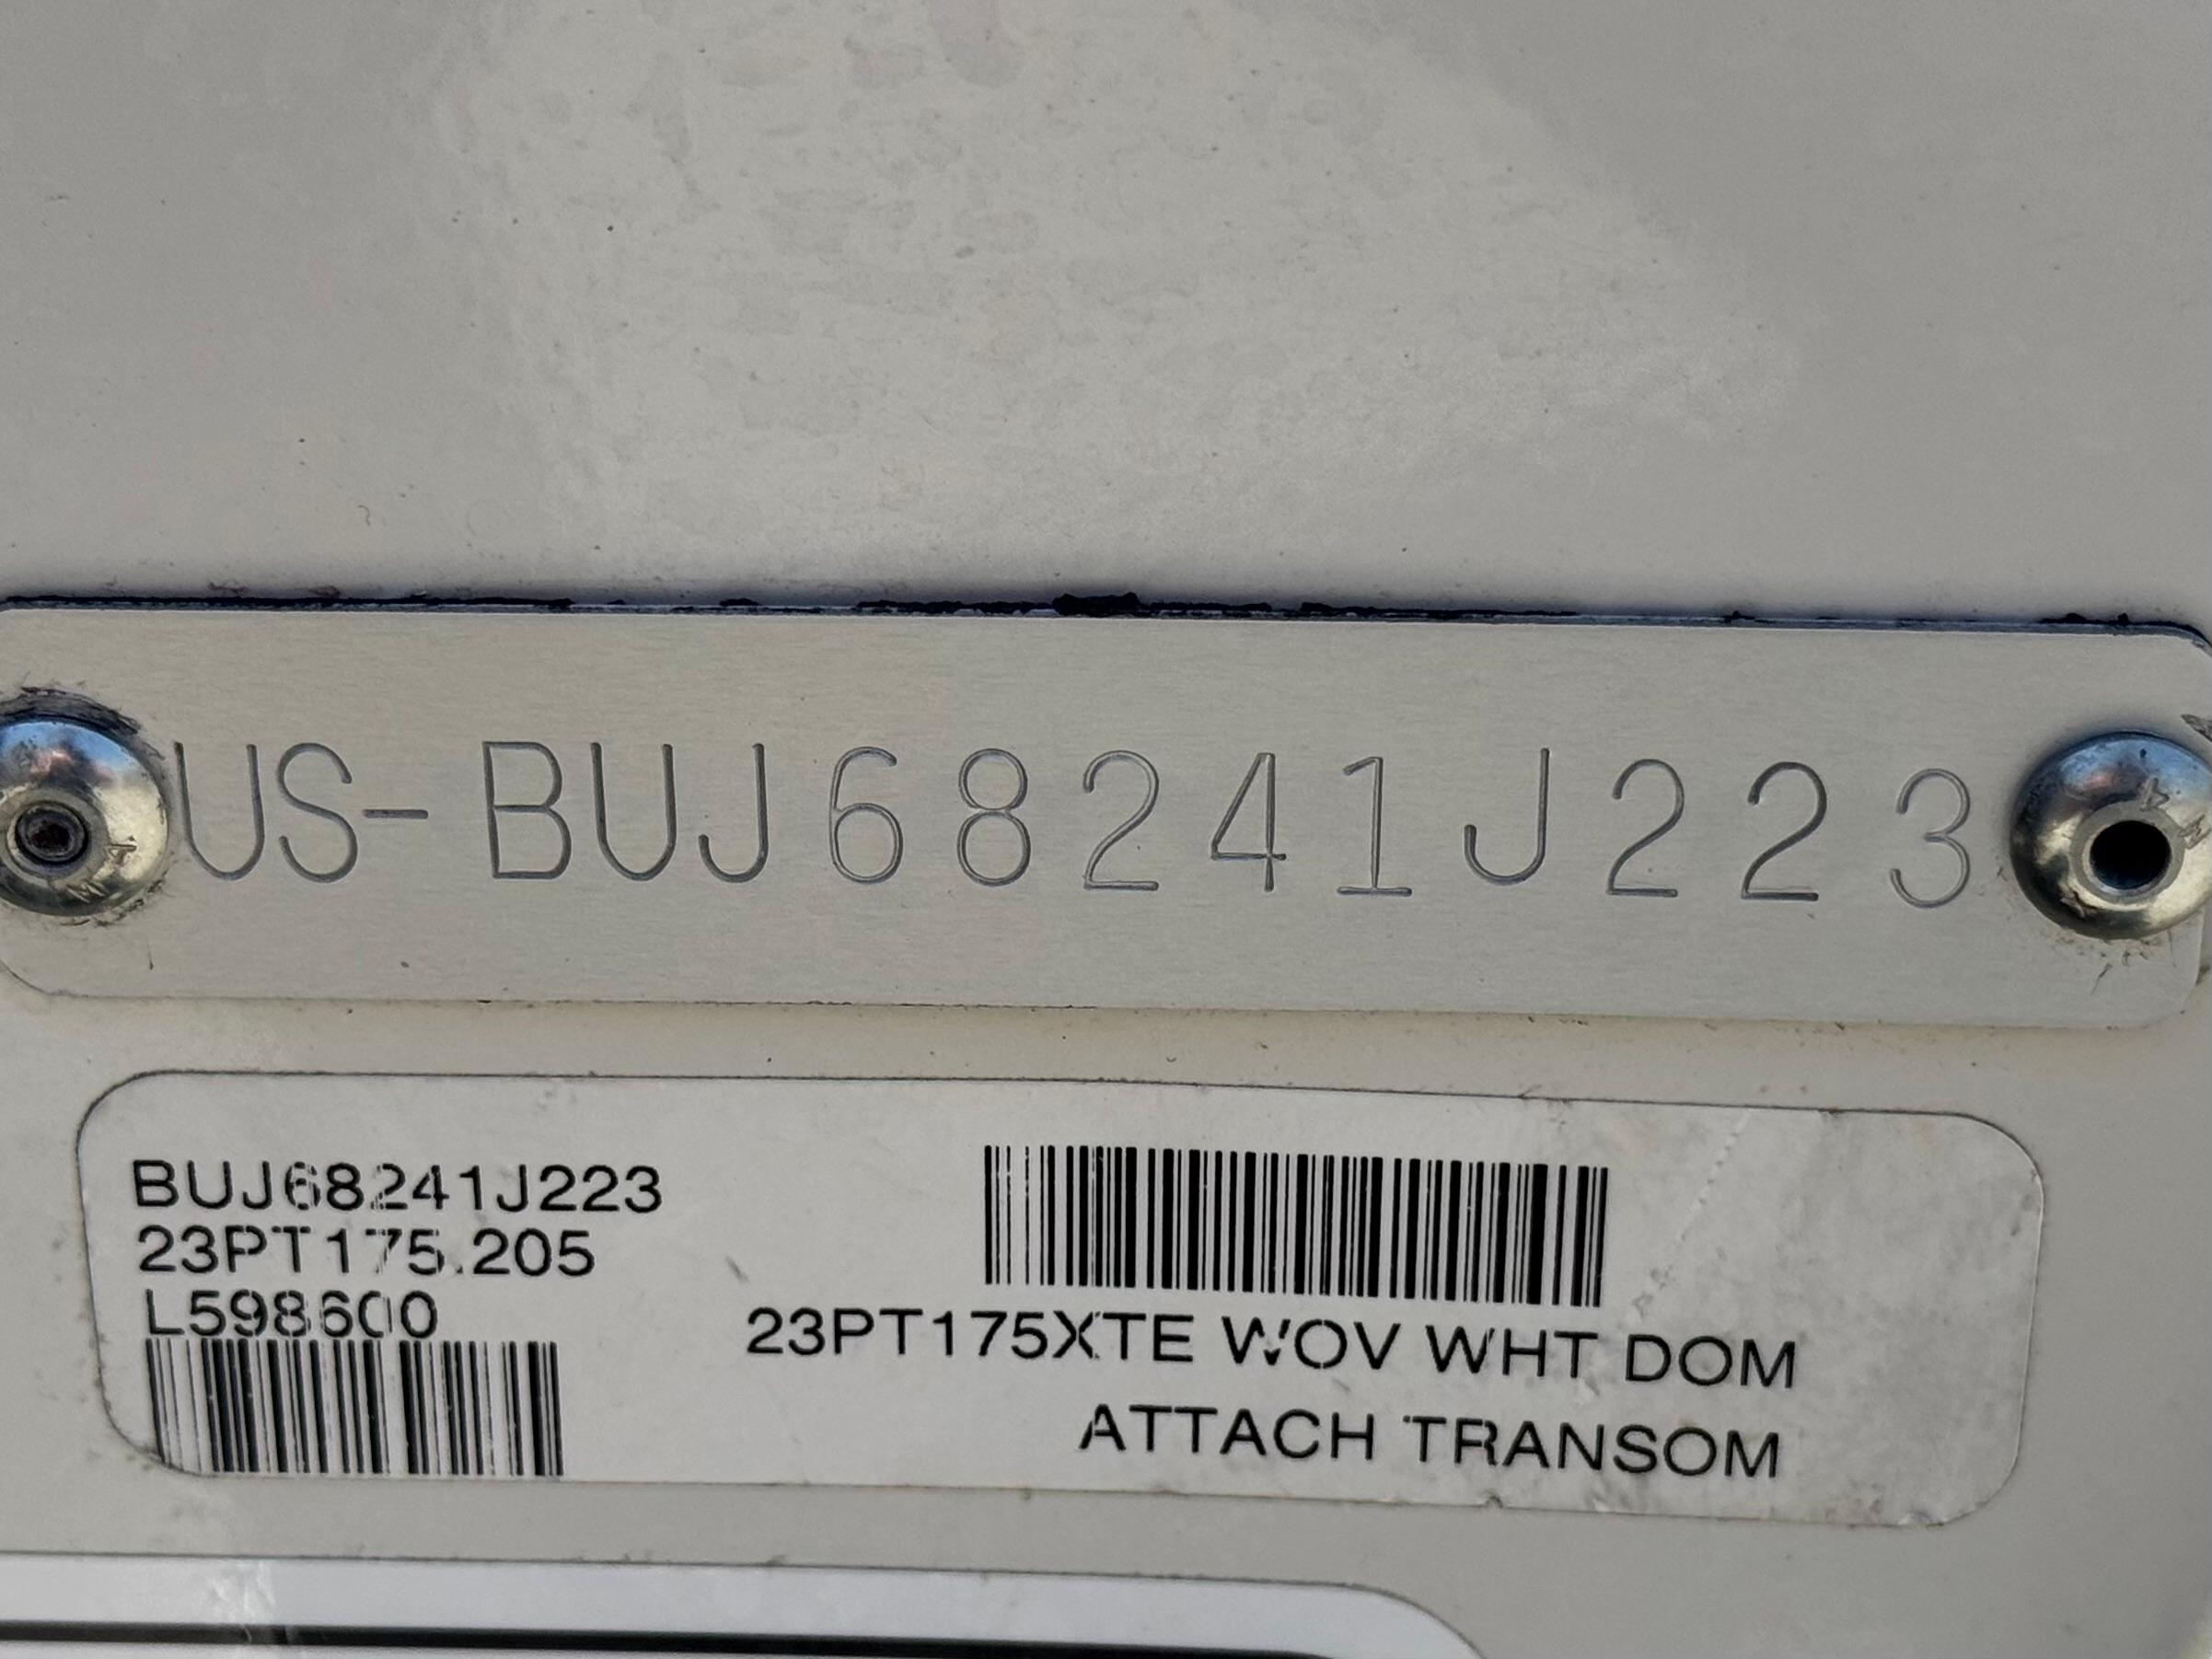 US-BUJ68241J223
BUJ68241J223
23PT175.205
L598600
23PT175XTE WOV WHT DOM
ATTACH TRANSOM